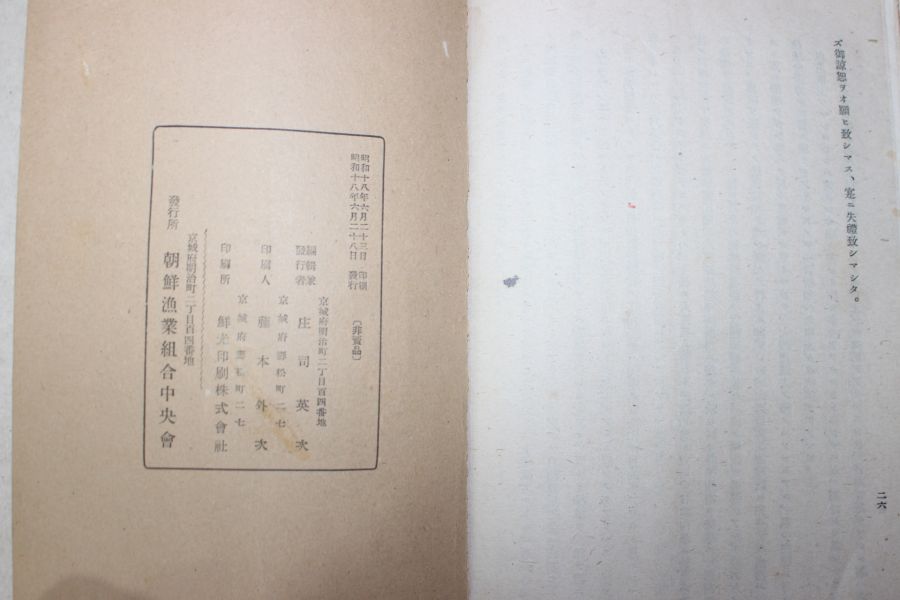 ズ御諒恕ヲオ願ヒ致シマス、寔ニ失禮致シマシタ。
二六
昭和十八年六月二十三日 印刷
昭和十八年六月二十八日 發行
〔非賣品〕
京城府明治町二丁目百四番地
編輯兼
發行者 庄司英次
京城府 町二七
印刷人 藤本外次
京城府 町二七
印刷所 鮮光印刷株式會社
京城府明治町二丁目百四番地
發行所 朝鮮漁業組合中央會